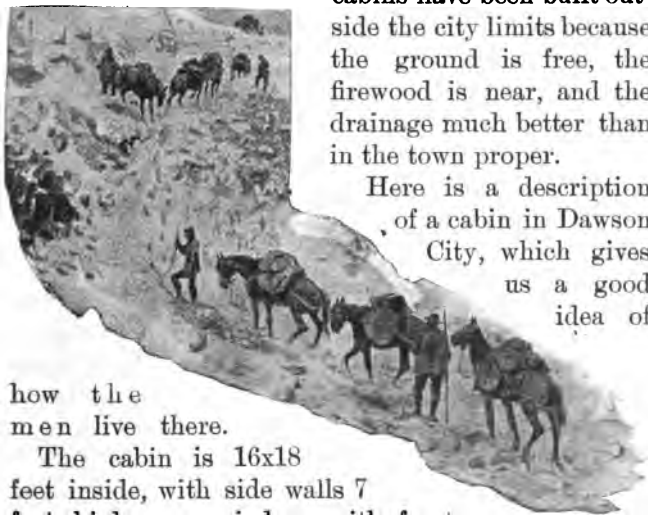 cabins have been built out-
side the city limits because
the ground is free, the
firewood is near, and the
drainage much better than
in the town proper.
Here is a description
of a cabin in Dawson
City, which gives
us a good
idea of
how the
men live there.
The cabin is 16x18
feet inside, with side walls 7